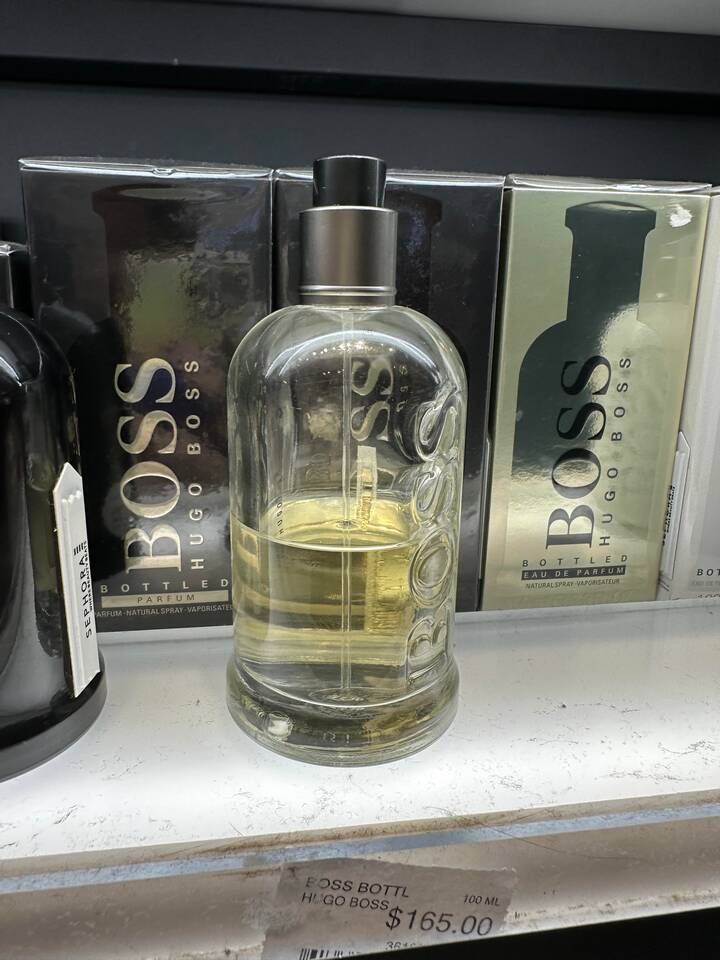 BOSS
HUGO BOSS
BOTTLED
PARFUM
PARFUM·NATURAL SPRAY·VAPORISATEUR
SEPHORA
BOSS
BOSS
HUGO BOSS
BOTTLED
EAU DE PARFUM
NATURAL SPRAY·VAPORISATEUR
BOSS BOTTL
100 ML
HUGO BOSS
$165.00